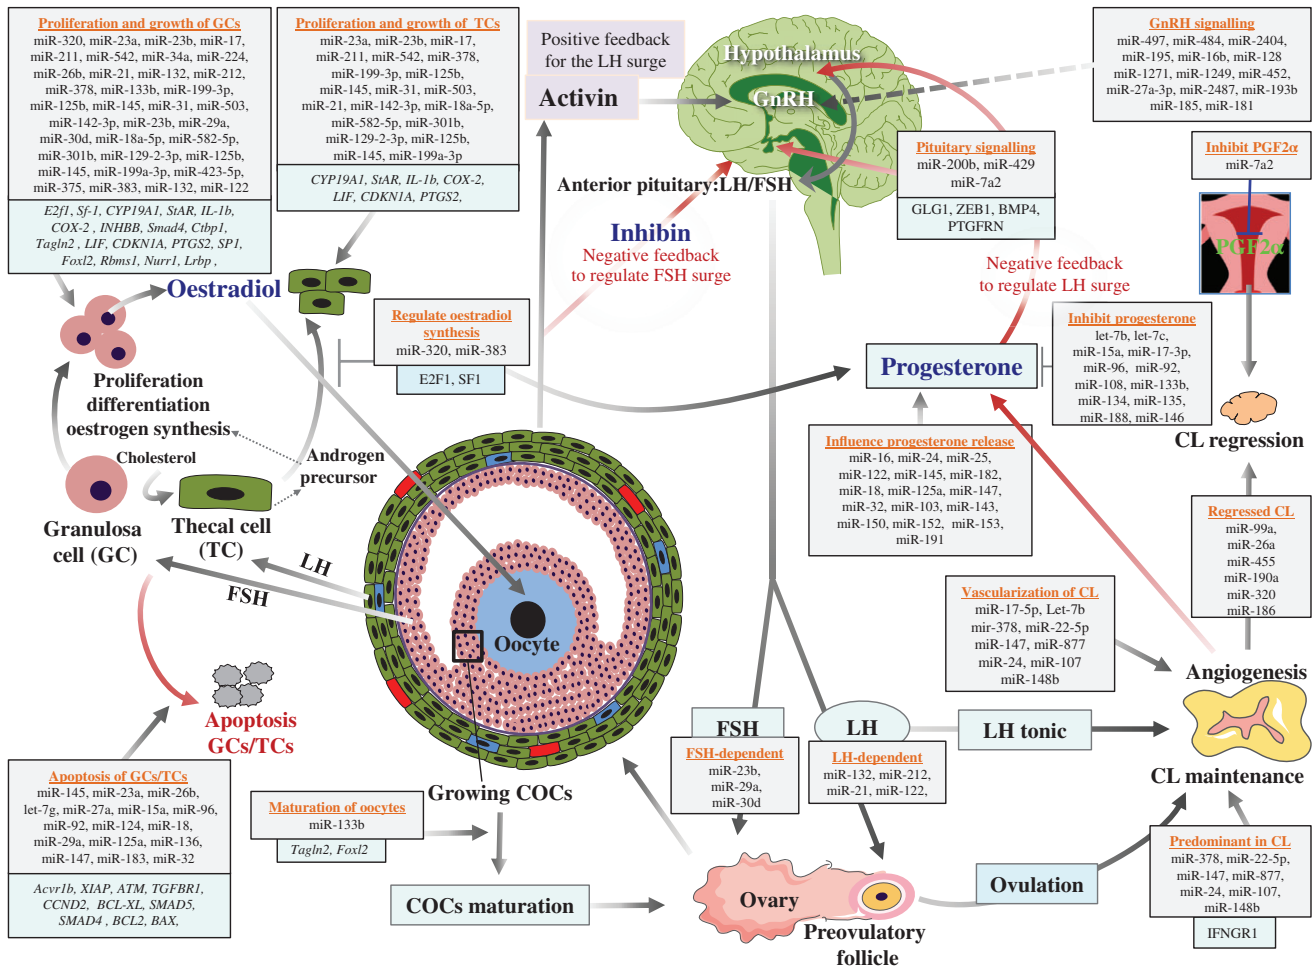 Proliferation and growth of GCs
miR-320, miR-23a, miR-23b, miR-17,
miR-211, miR-542, miR-34a, miR-224,
miR-26b, miR-21, miR-132, miR-212,
miR-378, miR-133b, miR-199-3p,
miR-125b, miR-145, miR-31, miR-503,
miR-142-3p, miR-23b, miR-29a,
miR-30d, miR-18a-5p, miR-582-5p,
miR-301b, miR-129-2-3p, miR-125b,
miR-145, miR-199a-3p, miR-423-5p,
miR-375, miR-383, miR-132, miR-122
E2f1, Sf-1, CYP19A1, StAR, IL-1b,
COX-2 , INHBB, Smad4, Ctbp1,
Tagln2 , LIF, CDKN1A, PTGS2, SP1,
Foxl2, Rbms1, Nurr1, Lrbp ,
Proliferation and growth of TCs
miR-23a, miR-23b, miR-17,
miR-211, miR-542, miR-378,
miR-199-3p, miR-125b,
miR-145, miR-31, miR-503,
miR-21, miR-142-3p, miR-18a-5p,
miR-582-5p, miR-301b,
miR-129-2-3p, miR-125b,
miR-145, miR-199a-3p
CYP19A1, StAR, IL-1b, COX-2,
LIF, CDKN1A, PTGS2,
Positive feedback
for the LH surge
Activin
Hypothalamus
GnRH
Anterior pituitary:LH/FSH
GnRH signalling
miR-497, miR-484, miR-2404,
miR-195, miR-16b, miR-128
miR-1271, miR-1249, miR-452,
miR-27a-3p, miR-2487, miR-193b
miR-185, miR-181
Pituitary signalling
miR-200b, miR-429
miR-7a2
GLG1, ZEB1, BMP4,
PTGFRN
Inhibit PGF2α
miR-7a2
PGF2α
Inhibin
Negative feedback
to regulate FSH surge
Negative feedback
to regulate LH surge
Oestradiol
Regulate oestradiol
synthesis
miR-320, miR-383
E2F1, SF1
Progesterone
Inhibit progesterone
let-7b, let-7c,
miR-15a, miR-17-3p,
miR-96, miR-92,
miR-108, miR-133b,
miR-134, miR-135,
miR-188, miR-146
CL regression
Proliferation
differentiation
oestrogen synthesis
Cholesterol
Androgen
precursor
Granulosa
cell (GC)
Thecal cell
(TC)
LH
FSH
Influence progesterone release
miR-16, miR-24, miR-25,
miR-122, miR-145, miR-182,
miR-18, miR-125a, miR-147,
miR-32, miR-103, miR-143,
miR-150, miR-152, miR-153,
miR-191
Regressed CL
miR-99a,
miR-26a
miR-455
miR-190a
miR-320
miR-186
Vascularization of CL
miR-17-5p, Let-7b
mir-378, miR-22-5p
miR-147, miR-877
miR-24, miR-107
miR-148b
Oocyte
Angiogenesis
CL maintenance
Apoptosis
GCs/TCs
Apoptosis of GCs/TCs
miR-145, miR-23a, miR-26b,
let-7g, miR-27a, miR-15a, miR-96,
miR-92, miR-124, miR-18,
miR-29a, miR-125a, miR-136,
miR-147, miR-183, miR-32
Acvr1b, XIAP, ATM, TGFBR1,
CCND2, BCL-XL, SMAD5,
SMAD4 , BCL2, BAX,
Growing COCs
Maturation of oocytes
miR-133b
Tagln2, Foxl2
COCs maturation
FSH
FSH-dependent
miR-23b,
miR-29a,
miR-30d
LH
LH-dependent
miR-132, miR-212,
miR-21, miR-122,
LH tonic
Ovary
Preovulatory
follicle
Ovulation
Predominant in CL
miR-378, miR-22-5p,
miR-147, miR-877,
miR-24, miR-107,
miR-148b
IFNGR1